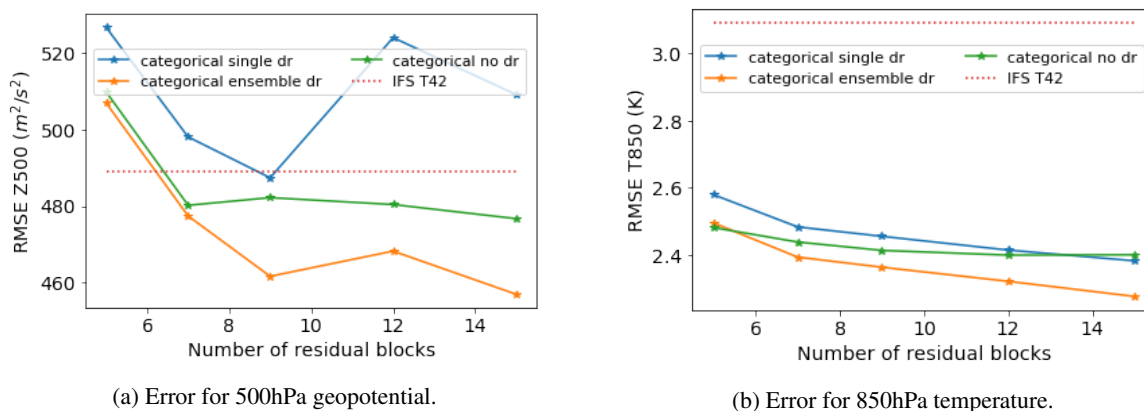 520
500
480
460
RMSE Z500 (m²/s²)
categorical single dr
categorical ensemble dr
categorical no dr
IFS T42
6 8 10 12 14
Number of residual blocks
(a) Error for 500hPa geopotential.
3.0
2.8
2.6
2.4
RMSE T850 (K)
categorical single dr
categorical ensemble dr
categorical no dr
IFS T42
6 8 10 12 14
Number of residual blocks
(b) Error for 850hPa temperature.